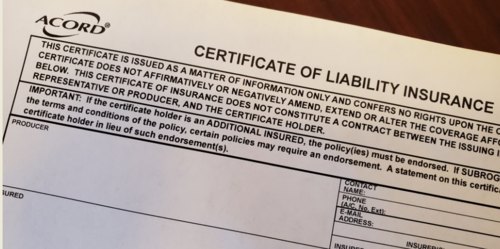 ACORD®
CERTIFICATE OF LIABILITY INSURANCE
THIS CERTIFICATE IS ISSUED AS A MATTER OF INFORMATION ONLY AND CONFERS NO RIGHTS UPON THE
CERTIFICATE DOES NOT AFFIRMATIVELY OR NEGATIVELY AMEND, EXTEND OR ALTER THE COVERAGE
BELOW. THIS CERTIFICATE OF INSURANCE DOES NOT CONSTITUTE A CONTRACT BETWEEN THE ISSUING
REPRESENTATIVE OR PRODUCER, AND THE CERTIFICATE HOLDER.
IMPORTANT: If the certificate holder is an ADDITIONAL INSURED, the policy(ies) must be endorsed. If
the terms and conditions of the policy, certain policies may require an endorsement. A statement on this
certificate holder in lieu of such endorsement(s).
PRODUCER
CONTACT
NAME:
PHONE
(A/C, No, Ext):
E-MAIL
ADDRESS: